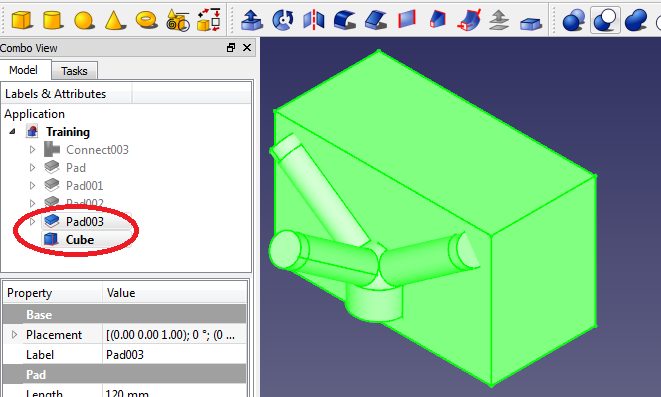 Combo View
Model Tasks
Labels & Attributes
Application
Training
Connect003
Pad
Pad001
Pad002
Pad003
Cube
Property Value
Base
Placement [(0.00 0.00 1.00); 0 °; (0 ...
Label Pad003
Pad
Length 120 mm